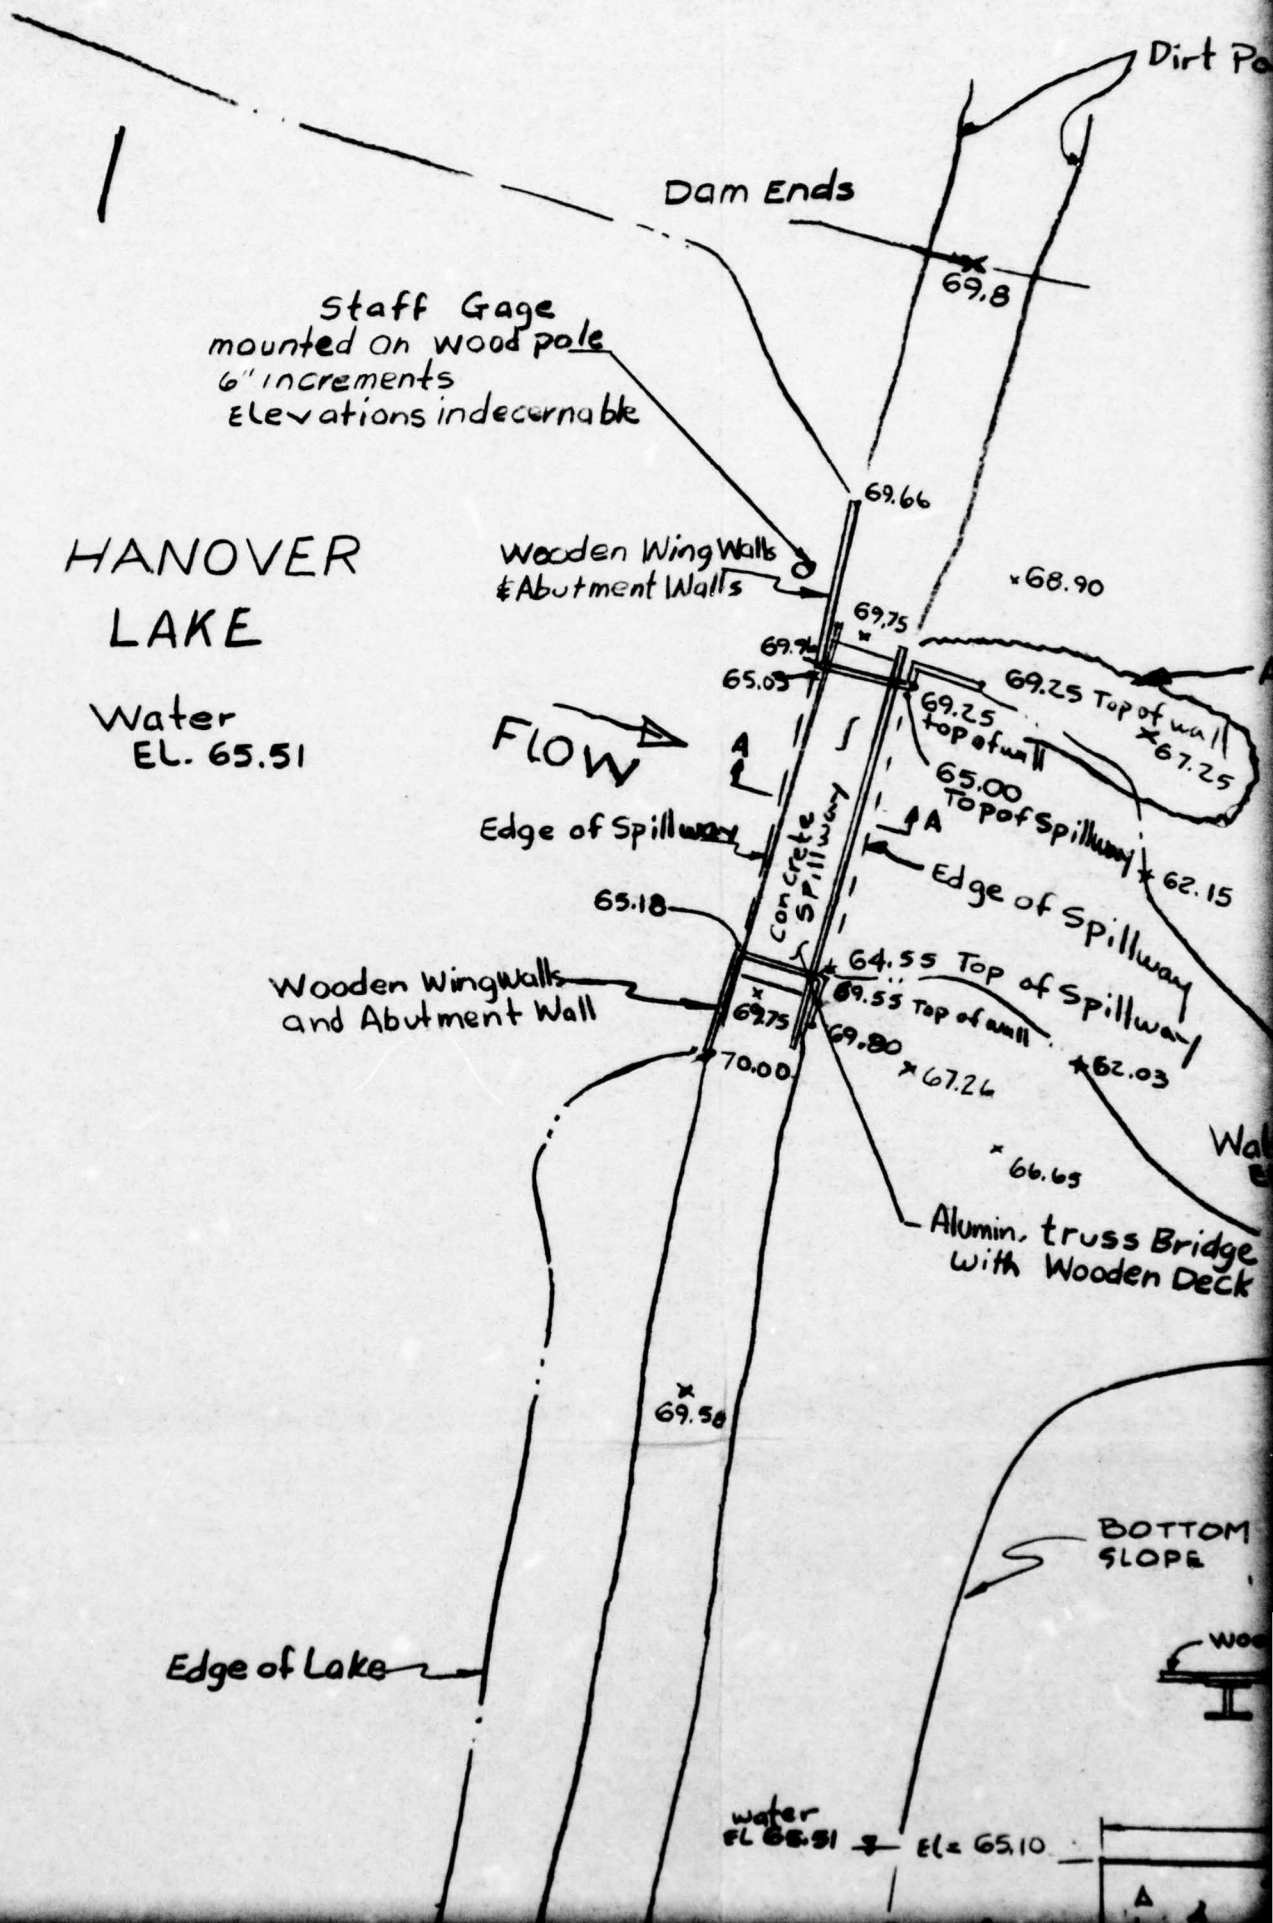 Dirt
Dam Ends
69.8
Staff Gage
mounted on wood pole
6" increments
Elevations indecernable
69.66
HANOVER
LAKE
Water
EL. 65.51
Wooden Wing Walls
& Abutment Walls
68.90
69.75
65.03
69.25 Top of wall
67.25
69.25
top of wall
FLOW
A
65.00
Top of Spillway
A
Edge of Spillway
Concrete
Spillway
62.15
Edge of Spillway
65.18
64.55 Top of Spillway
Wooden Wingwalls
and Abutment Wall
69.75
69.55 Top of wall
69.80
70.00
67.26
62.03
66.65
Alumin. truss Bridge
with Wooden Deck
69.50
BOTTOM
SLOPE
Edge of Lake
water
EL 65.51
El = 65.10